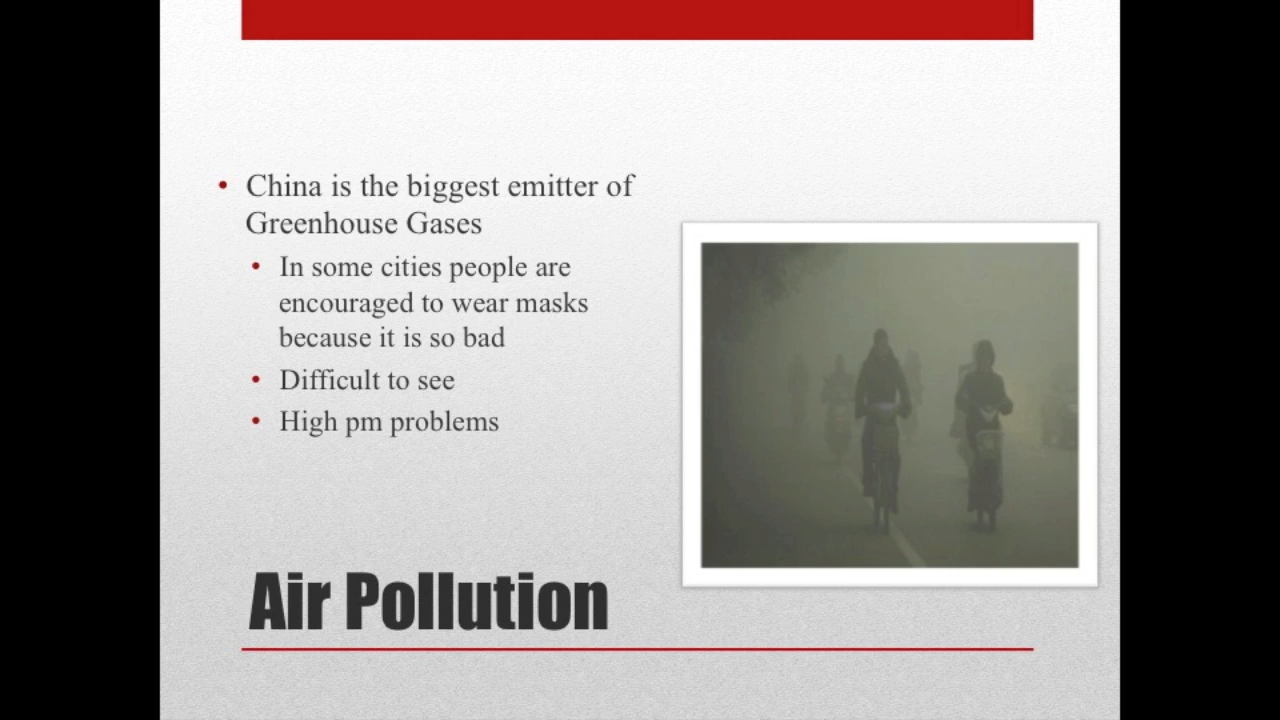 China is the biggest emitter of
Greenhouse Gases
In some cities people are
encouraged to wear masks
because it is so bad
Difficult to see
High pm problems
Air Pollution